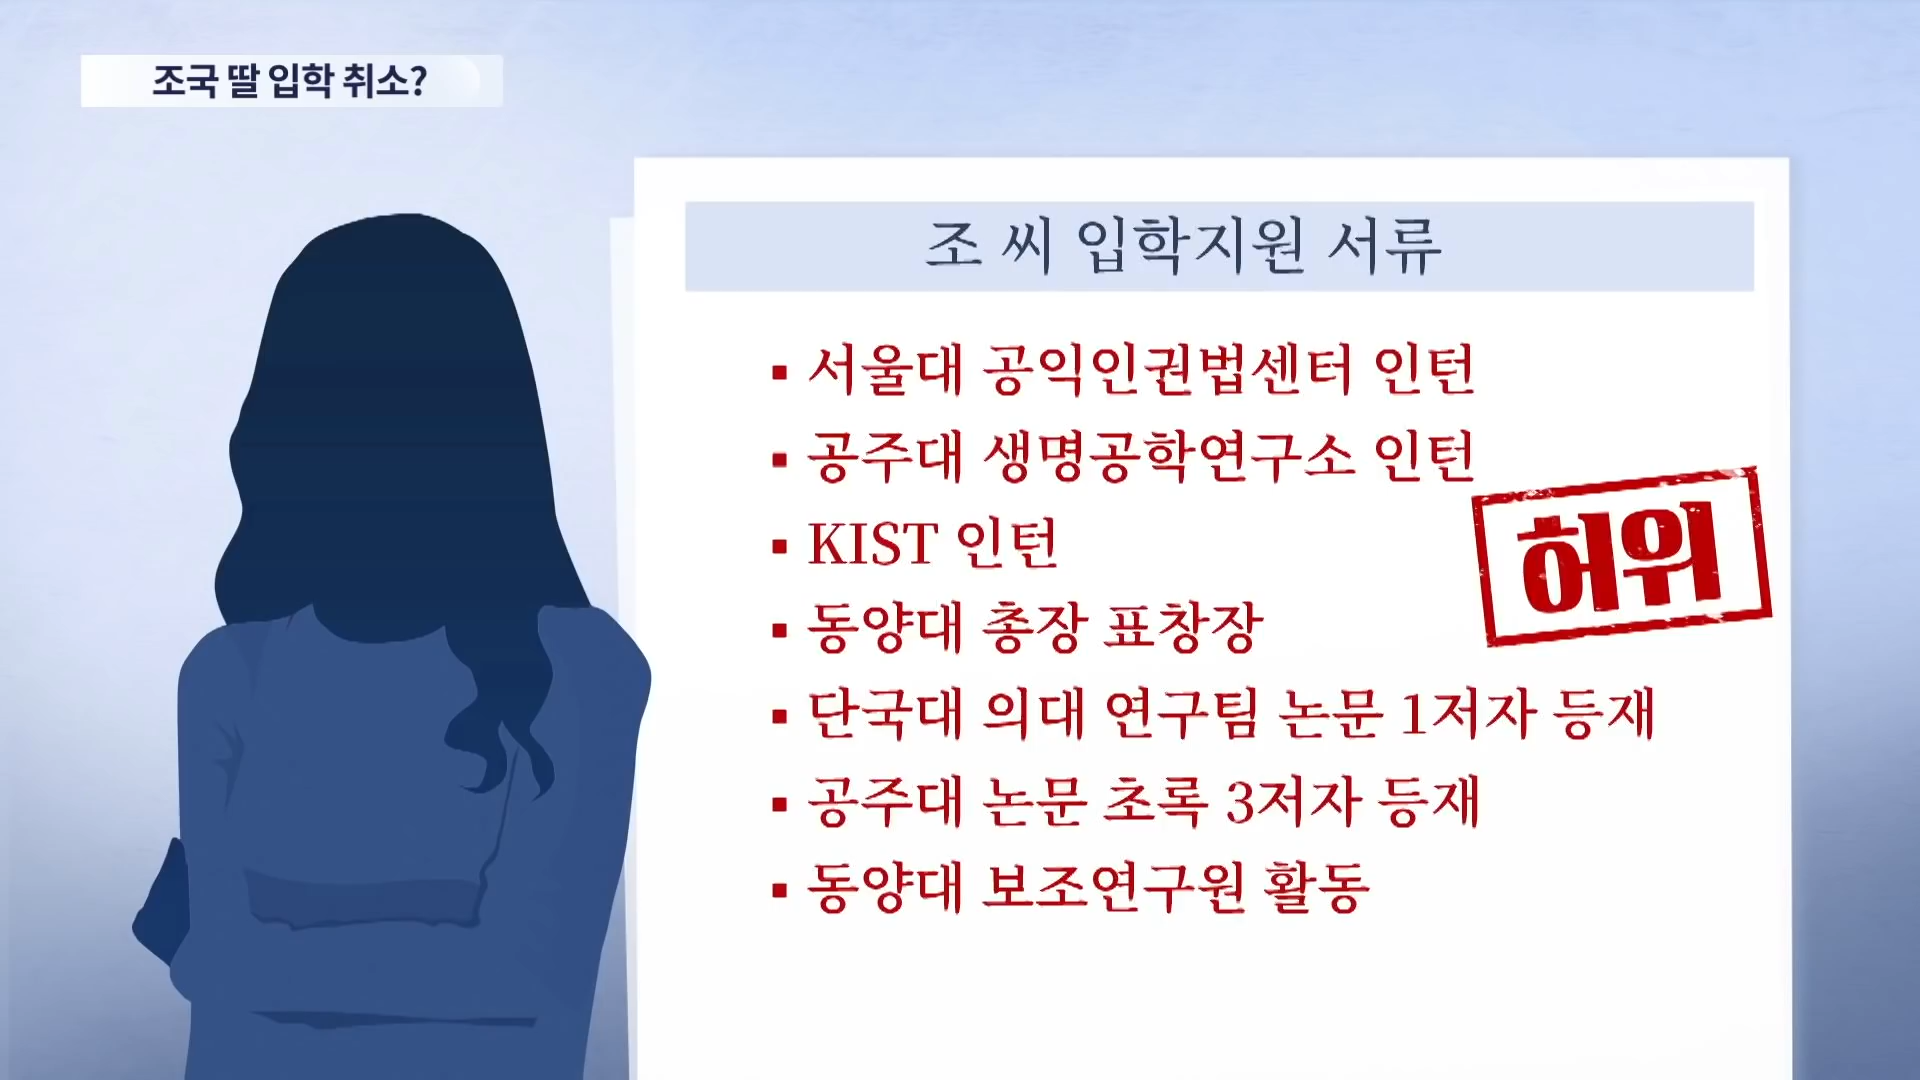 조국 딸 입학 취소?
조 씨 입학지원 서류
▪ 서울대 공익인권법센터 인턴
▪ 공주대 생명공학연구소 인턴
▪ KIST 인턴
허위
▪ 동양대 총장 표창장
▪ 단국대 의대 연구팀 논문 1저자 등재
▪ 공주대 논문 초록 3저자 등재
▪ 동양대 보조연구원 활동